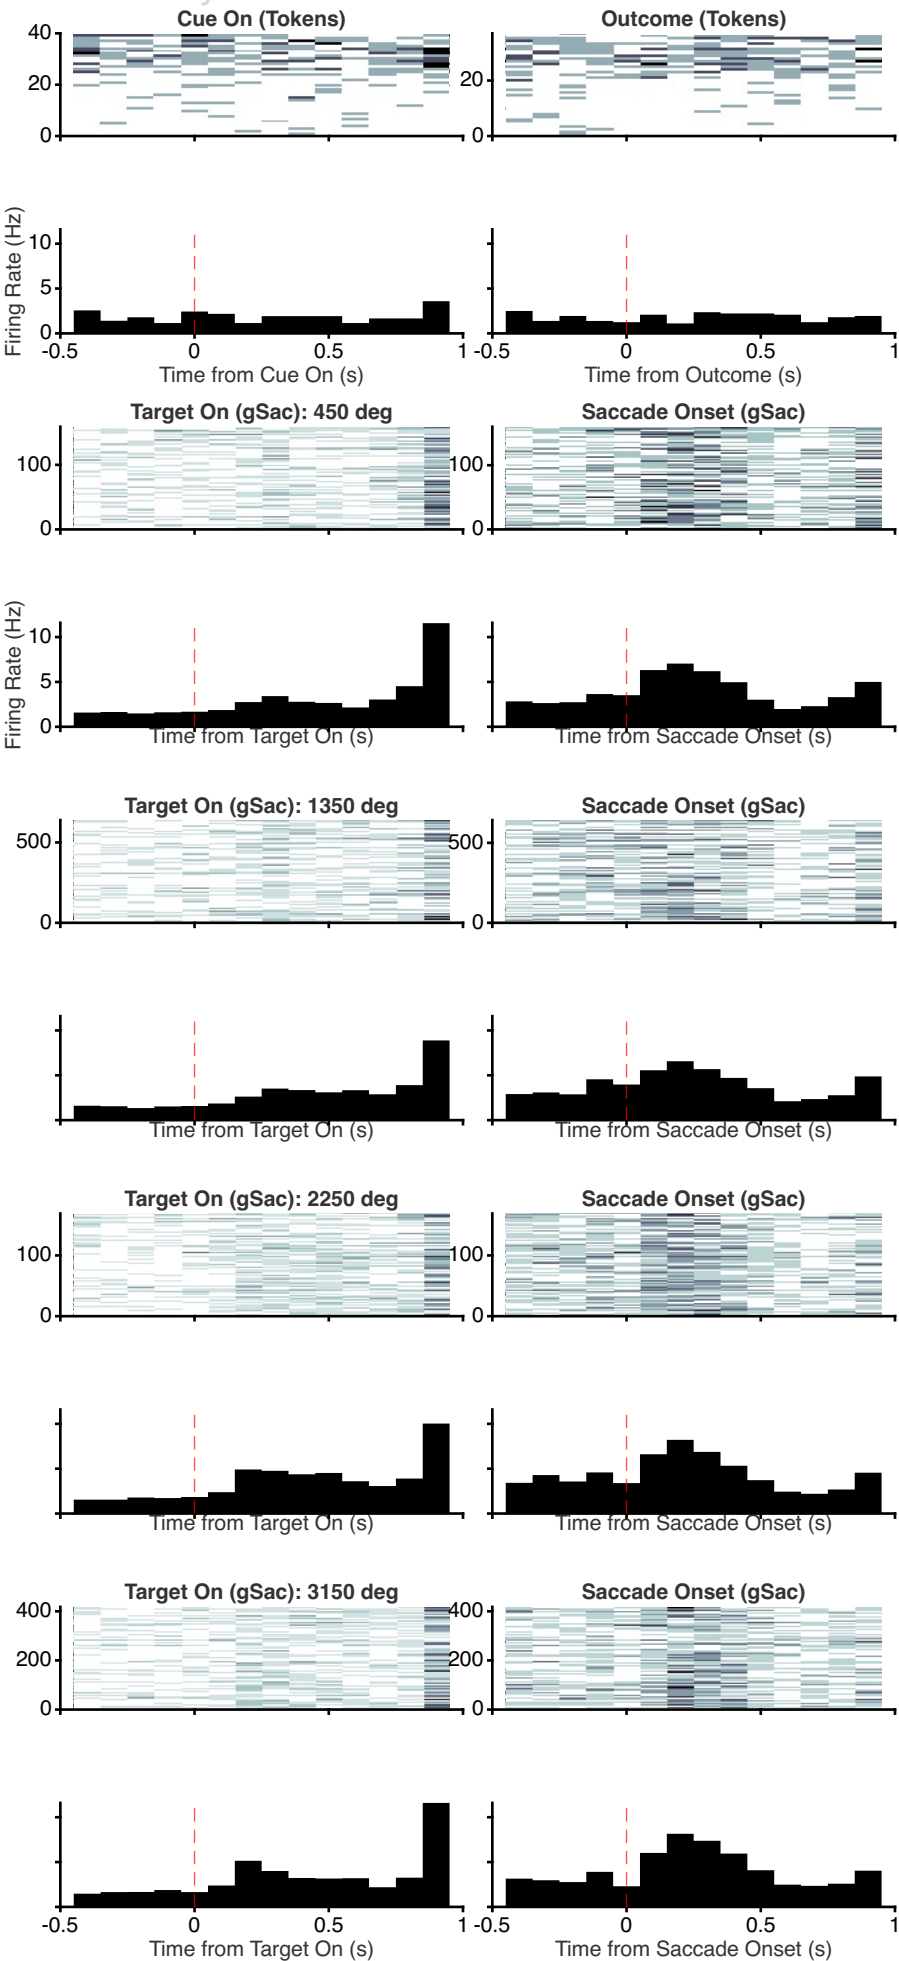 Cue On (Tokens) Outcome (Tokens)
40
20 20
0 0
Firing Rate (Hz)
10
5
0
-0.5 0 0.5 1 -0.5 0 0.5 1
Time from Cue On (s) Time from Outcome (s)
Target On (gSac): 450 deg Saccade Onset (gSac)
100 100
0 0
Firing Rate (Hz)
10
5
0
Time from Target On (s) Time from Saccade Onset (s)
Target On (gSac): 1350 deg Saccade Onset (gSac)
500 500
0 0
Time from Target On (s) Time from Saccade Onset (s)
Target On (gSac): 2250 deg Saccade Onset (gSac)
100 100
0 0
Time from Target On (s) Time from Saccade Onset (s)
Target On (gSac): 3150 deg Saccade Onset (gSac)
400 400
200 200
0 0
-0.5 0 0.5 1 -0.5 0 0.5 1
Time from Target On (s) Time from Saccade Onset (s)